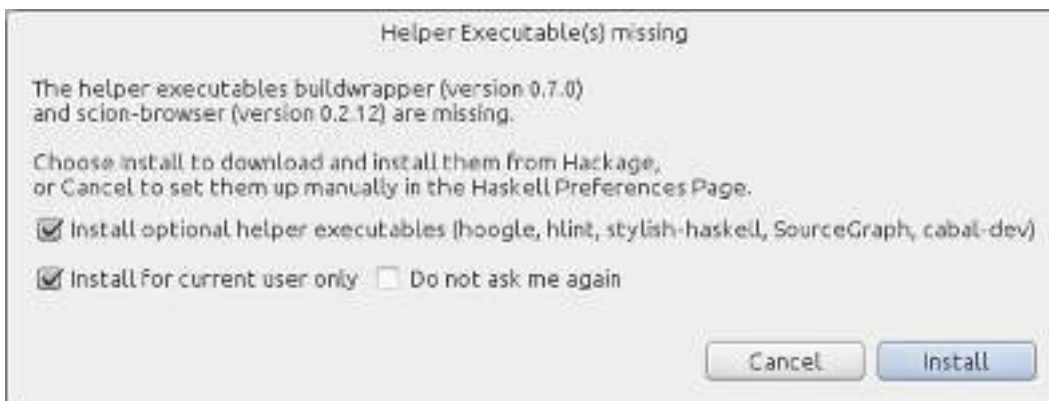 Helper Executable(s) missing
The helper executables buildwrapper (version 0.7.0)
and scion-browser (version 0.2.12) are missing.
Choose Install to download and install them from Hackage,
or Cancel to set them up manually in the Haskell Preferences Page.
Install optional helper executables (hoogle, hlint, stylish-haskell, SourceGraph, cabal-dev)
Install for current user only Do not ask me again
Cancel Install